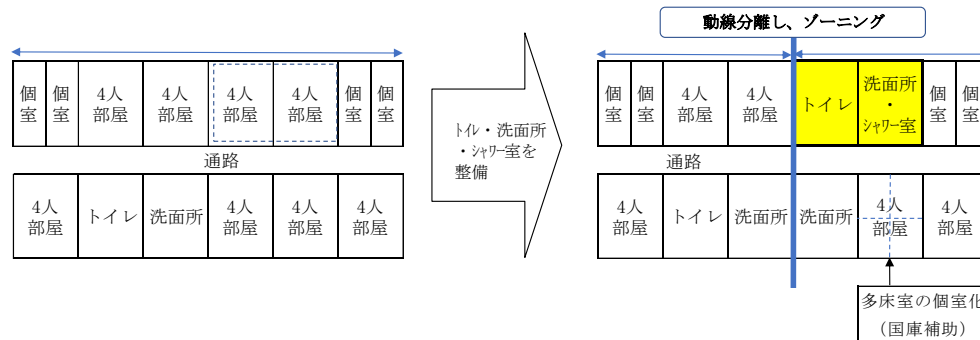 動線分離し、ゾーニング
個室
個室
4人
部屋
4人
部屋
4人
部屋
4人
部屋
個室
個室
通路
4人
部屋
トイレ
洗面所
4人
部屋
4人
部屋
4人
部屋
トイレ・洗面所
・シャワー室を
整備
個室
個室
4人
部屋
4人
部屋
トイレ
洗面所
・
シャワー室
個室
個室
通路
4人
部屋
トイレ
洗面所
洗面所
4人
部屋
4人
部屋
多床室の個室化
（国庫補助）